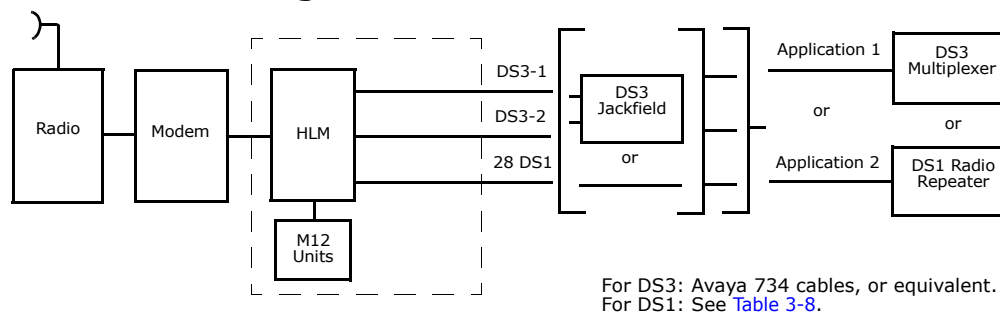 Radio
Modem
HLM
M12
Units
DS3-1
DS3-2
28 DS1
DS3
Jackfield
or
Application 1
or
Application 2
DS3
Multiplexer
or
DS1 Radio
Repeater
For DS3: Avaya 734 cables, or equivalent.
For DS1: See Table 3-8.